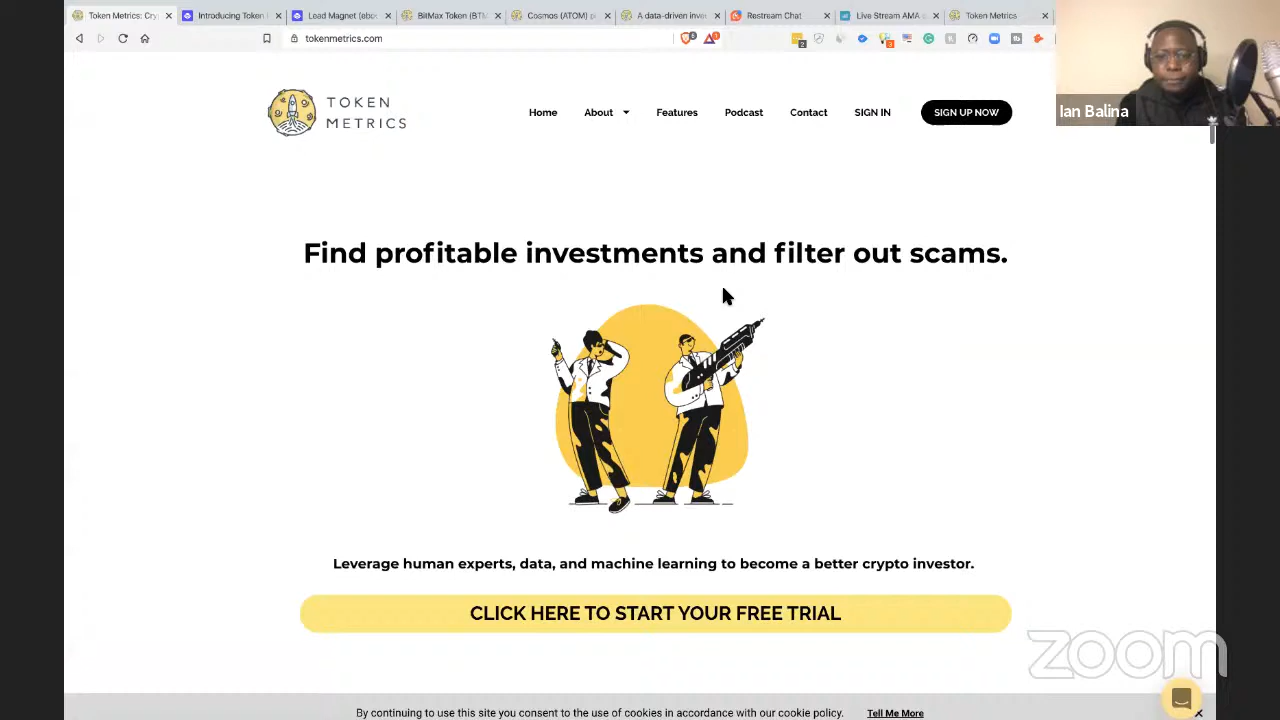 Token Metrics: Cry
Introducing Token
Lead Magnet (ebo
BitMax Token (BTM
Cosmos (ATOM) p
A data-driven inve
Restream Chat
Live Stream AMA
Token Metrics
tokenmetrics.com
TOKEN
METRICS
Home About Features Podcast Contact SIGN IN SIGN UP NOW
Ian Balina
Find profitable investments and filter out scams.
Leverage human experts, data, and machine learning to become a better crypto investor.
CLICK HERE TO START YOUR FREE TRIAL
zoom
By continuing to use this site you consent to the use of cookies in accordance with our cookie policy. Tell Me More